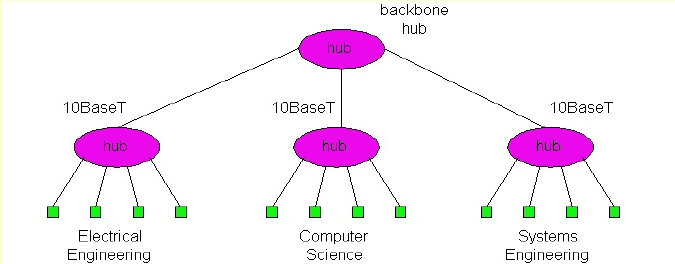 backbone
hub
hub
10BaseT
10BaseT
10BaseT
hub
hub
hub
Electrical
Engineering
Computer
Science
Systems
Engineering